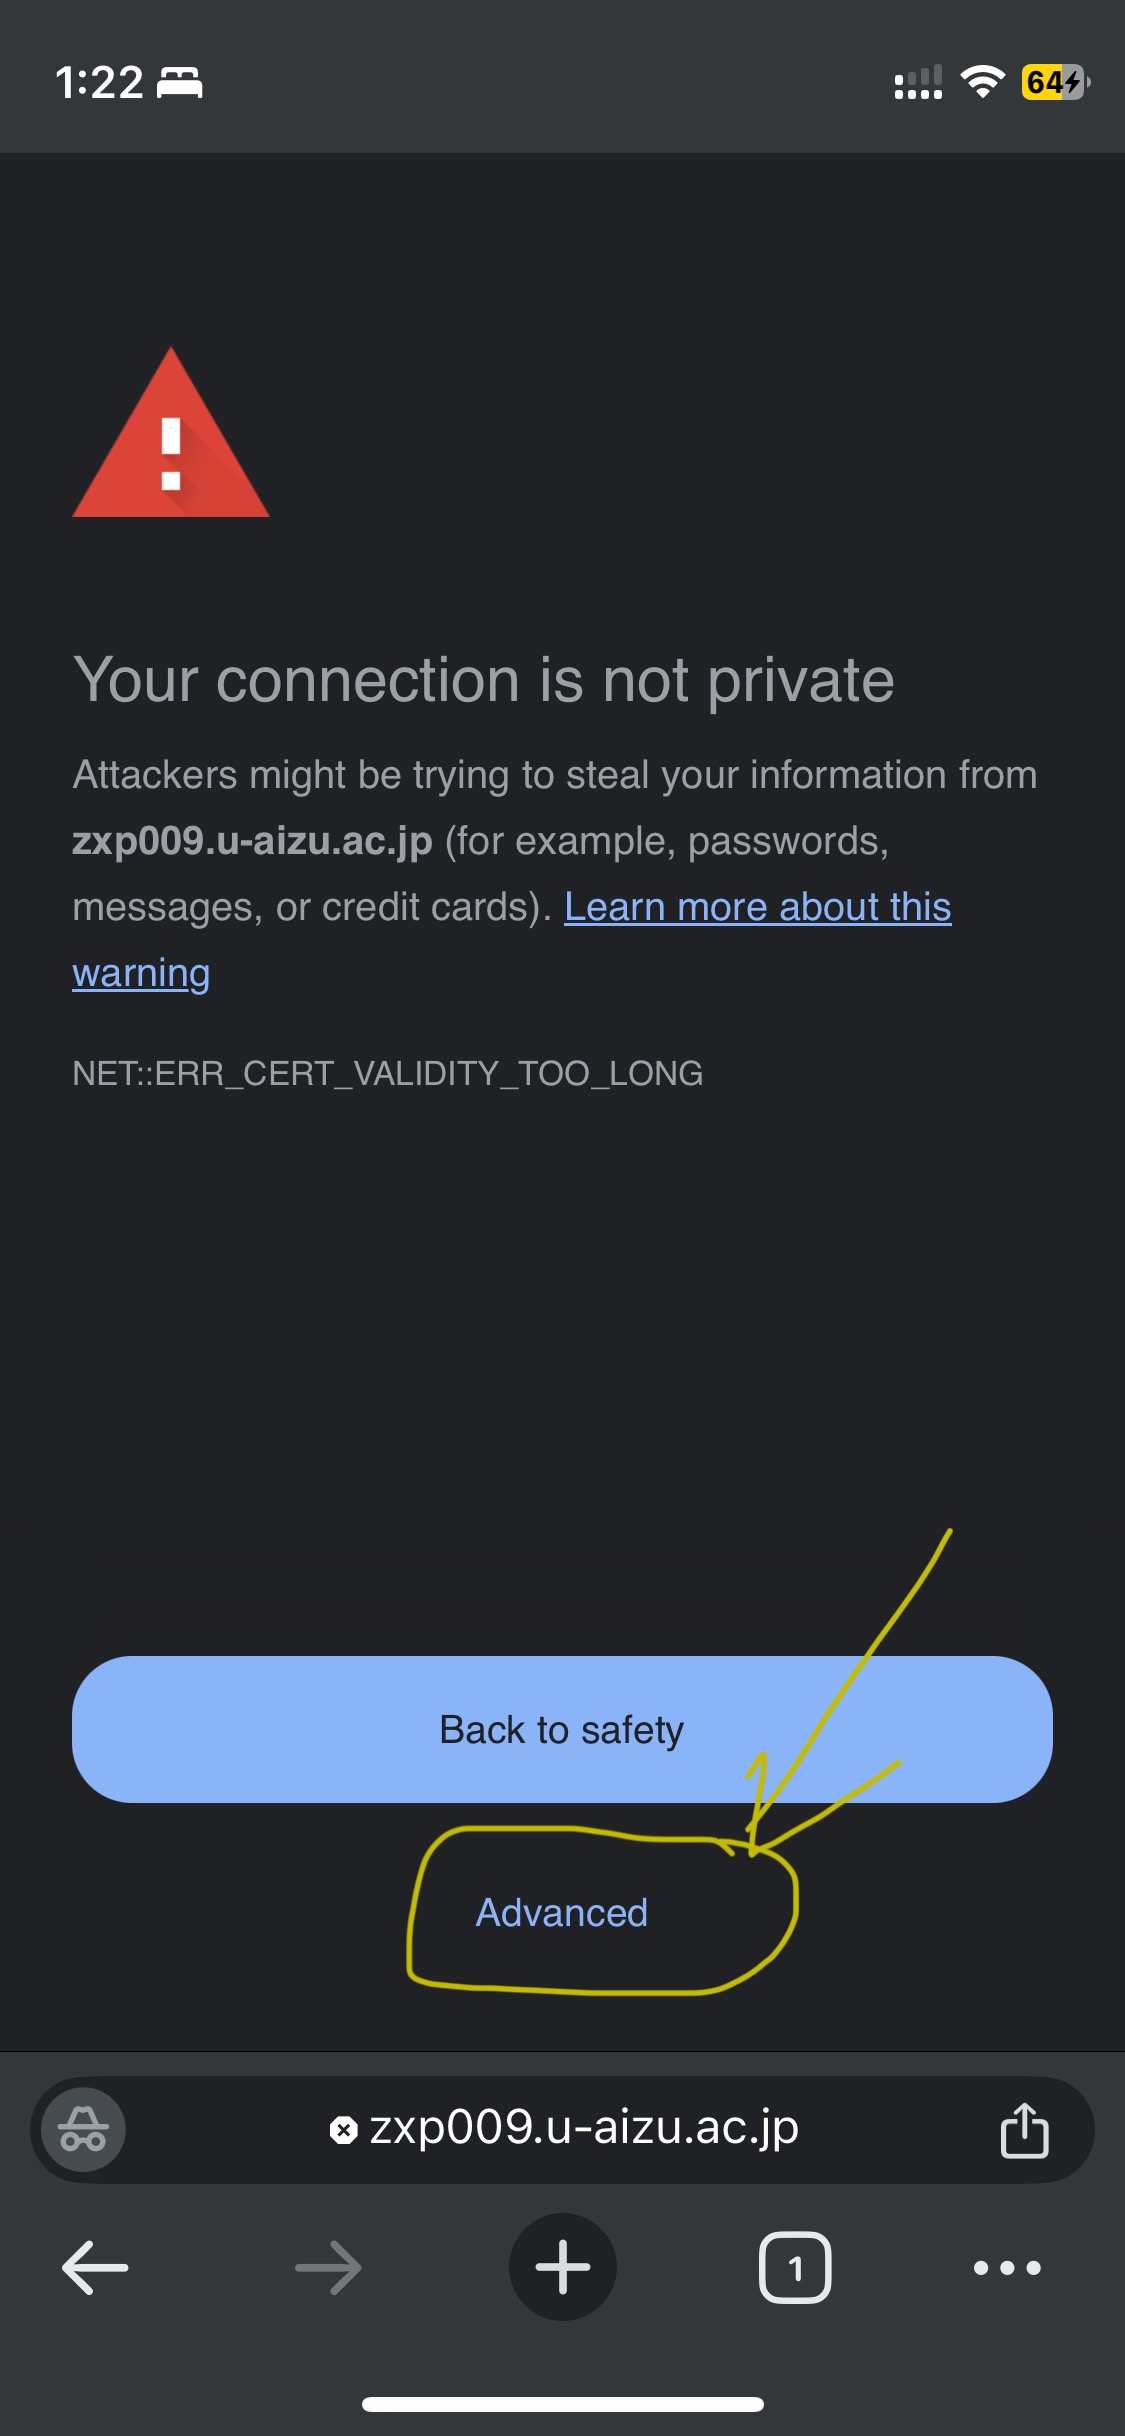 1:22
64
Your connection is not private
Attackers might be trying to steal your information from
zxp009.u-aizu.ac.jp (for example, passwords,
messages, or credit cards). Learn more about this
warning
NET::ERR_CERT_VALIDITY_TOO_LONG
Back to safety
Advanced
zxp009.u-aizu.ac.jp
1